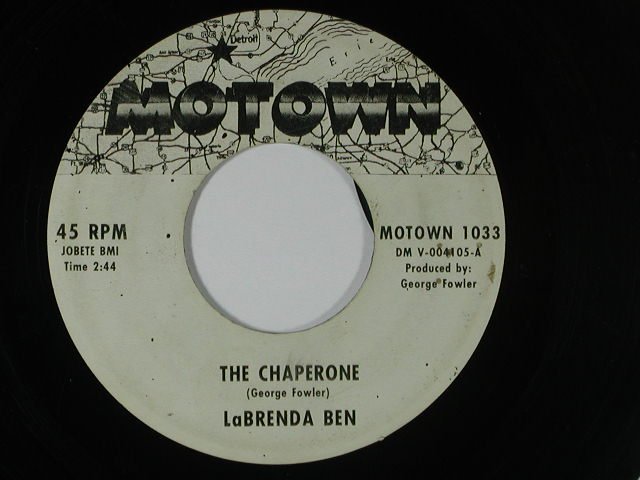 Detroit
Erie
MOTOWN
45 RPM
JOBETE BMI
Time 2:44
MOTOWN 1033
DM V-004105-A
Produced by:
George Fowler
THE CHAPERONE
(George Fowler)
LaBRENDA BEN